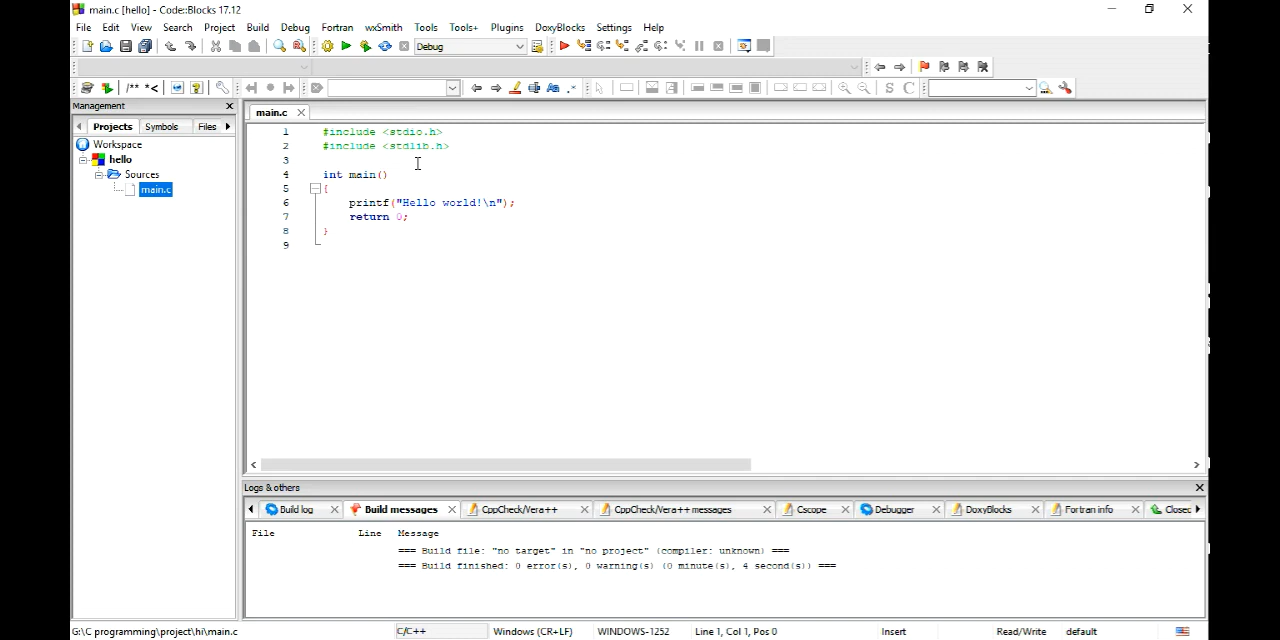 main.c [hello] - Code::Blocks 17.12
File Edit View Search Project Build Debug Fortran wxSmith Tools Tools+ Plugins DoxyBlocks Settings Help
Debug
/** *<
Aa .*
S C
Management
Projects Symbols Files
Workspace
hello
Sources
main.c
main.c
1 #include <stdio.h>
2 #include <stdlib.h>
3
4 int main()
5 {
6 printf("Hello world!\n");
7 return 0;
8 }
9
Logs & others
Build log Build messages CppCheck/Vera++ CppCheck/Vera++ messages Cscope Debugger DoxyBlocks Fortran info Closed
File Line Message
=== Build file: "no target" in "no project" (compiler: unknown) ===
=== Build finished: 0 error(s), 0 warning(s) (0 minute(s), 4 second(s)) ===
G:\C programming\project\hi\main.c C/C++ Windows (CR+LF) WINDOWS-1252 Line 1, Col 1, Pos 0 Insert Read/Write default